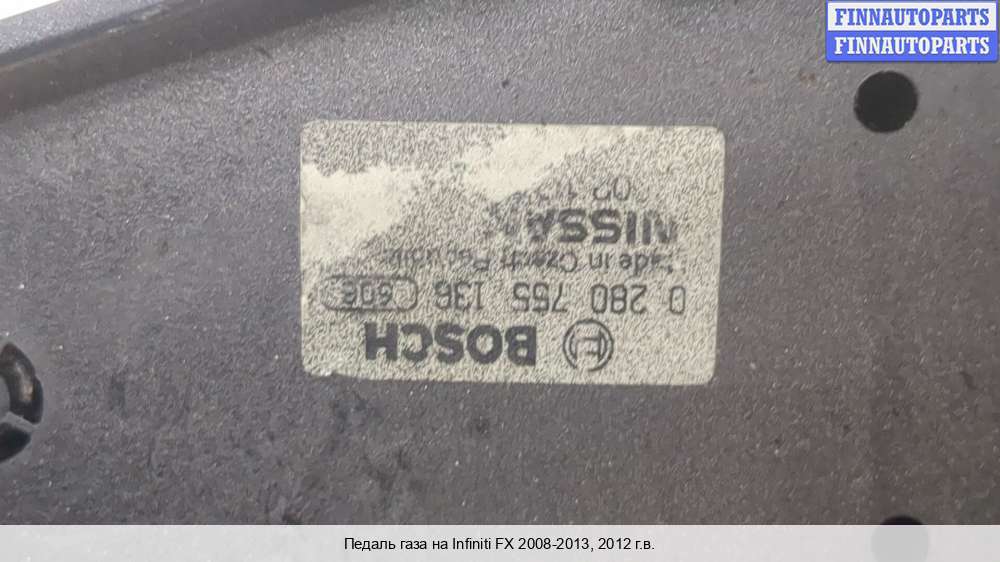 FINNAUTOPARTS
FINNAUTOPARTS
BOSCH
0 280 755 136
Made in Czech Republic
NISSAN
Педаль газа на Infiniti FX 2008-2013, 2012 г.в.